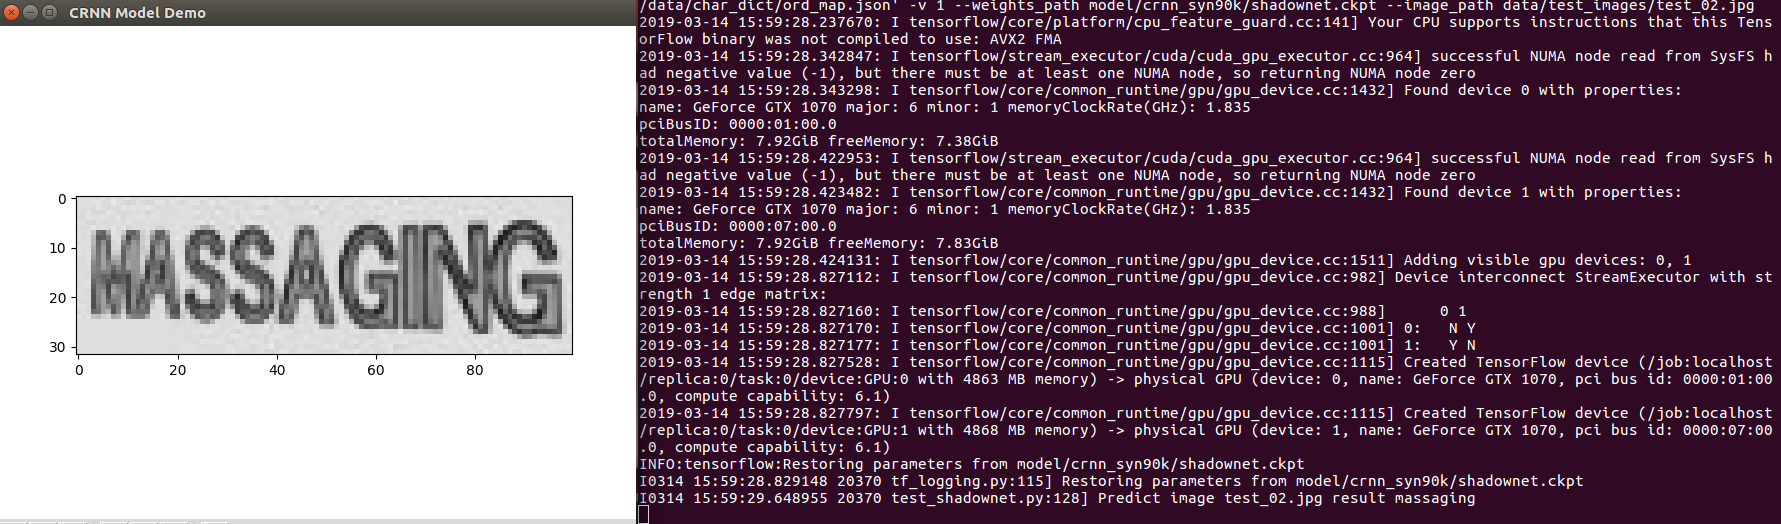 CRNN Model Demo
0
10
20
30
MASSAGING
0 20 40 60 80
/data/char_dict/ord_map.json' -v 1 --weights_path model/crnn_syn90k/shadownet.ckpt --image_path data/test_images/test_02.jpg
2019-03-14 15:59:28.237670: I tensorflow/core/platform/cpu_feature_guard.cc:141] Your CPU supports instructions that this Tens
orFlow binary was not compiled to use: AVX2 FMA
2019-03-14 15:59:28.342847: I tensorflow/stream_executor/cuda/cuda_gpu_executor.cc:964] successful NUMA node read from SysFS h
ad negative value (-1), but there must be at least one NUMA node, so returning NUMA node zero
2019-03-14 15:59:28.343298: I tensorflow/core/common_runtime/gpu/gpu_device.cc:1432] Found device 0 with properties:
name: GeForce GTX 1070 major: 6 minor: 1 memoryClockRate(GHz): 1.835
pciBusID: 0000:01:00.0
totalMemory: 7.92GiB freeMemory: 7.38GiB
2019-03-14 15:59:28.422953: I tensorflow/stream_executor/cuda/cuda_gpu_executor.cc:964] successful NUMA node read from SysFS h
ad negative value (-1), but there must be at least one NUMA node, so returning NUMA node zero
2019-03-14 15:59:28.423482: I tensorflow/core/common_runtime/gpu/gpu_device.cc:1432] Found device 1 with properties:
name: GeForce GTX 1070 major: 6 minor: 1 memoryClockRate(GHz): 1.835
pciBusID: 0000:07:00.0
totalMemory: 7.92GiB freeMemory: 7.83GiB
2019-03-14 15:59:28.424131: I tensorflow/core/common_runtime/gpu/gpu_device.cc:1511] Adding visible gpu devices: 0, 1
2019-03-14 15:59:28.827112: I tensorflow/core/common_runtime/gpu/gpu_device.cc:982] Device interconnect StreamExecutor with st
rength 1 edge matrix:
2019-03-14 15:59:28.827160: I tensorflow/core/common_runtime/gpu/gpu_device.cc:988]      0 1
2019-03-14 15:59:28.827170: I tensorflow/core/common_runtime/gpu/gpu_device.cc:1001] 0:   N Y
2019-03-14 15:59:28.827177: I tensorflow/core/common_runtime/gpu/gpu_device.cc:1001] 1:   Y N
2019-03-14 15:59:28.827528: I tensorflow/core/common_runtime/gpu/gpu_device.cc:1115] Created TensorFlow device (/job:localhost
/replica:0/task:0/device:GPU:0 with 4863 MB memory) -> physical GPU (device: 0, name: GeForce GTX 1070, pci bus id: 0000:01:00
.0, compute capability: 6.1)
2019-03-14 15:59:28.827797: I tensorflow/core/common_runtime/gpu/gpu_device.cc:1115] Created TensorFlow device (/job:localhost
/replica:0/task:0/device:GPU:1 with 4868 MB memory) -> physical GPU (device: 1, name: GeForce GTX 1070, pci bus id: 0000:07:00
.0, compute capability: 6.1)
INFO:tensorflow:Restoring parameters from model/crnn_syn90k/shadownet.ckpt
I0314 15:59:28.829148 20370 tf_logging.py:115] Restoring parameters from model/crnn_syn90k/shadownet.ckpt
I0314 15:59:29.648955 20370 test_shadownet.py:128] Predict image test_02.jpg result massaging